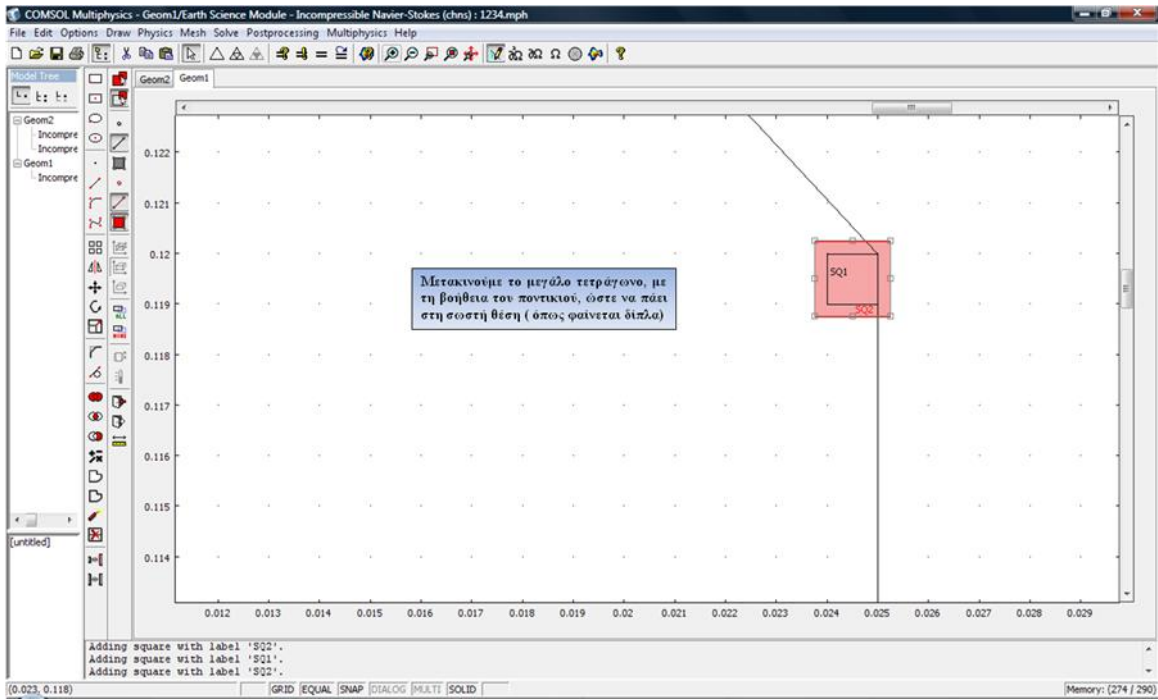 COMSOL Multiphysics - Geom1/Earth Science Module - Incompressible Navier-Stokes (chns) : 1234.mph
File Edit Options Draw Physics Mesh Solve Postprocessing Multiphysics Help
Model Tree
Geom2 Geom1
Geom2
Incompre
Incompre
Geom1
Incompre
[untitled]
0.122
0.121
0.12
0.119
0.118
0.117
0.116
0.115
0.114
Μετακινούμε το μεγάλο τετράγωνο, με
τη βοήθεια του ποντικιού, ώστε να πάει
στη σωστή θέση ( όπως φαίνεται δίπλα)
SQ1
SQ2
0.012 0.013 0.014 0.015 0.016 0.017 0.018 0.019 0.02 0.021 0.022 0.023 0.024 0.025 0.026 0.027 0.028 0.029
Adding square with label 'SQ2'.
Adding square with label 'SQ1'.
Adding square with label 'SQ2'.
(0.023, 0.118) GRID EQUAL SNAP DIALOG MULTI SOLID Memory: (274 / 290)